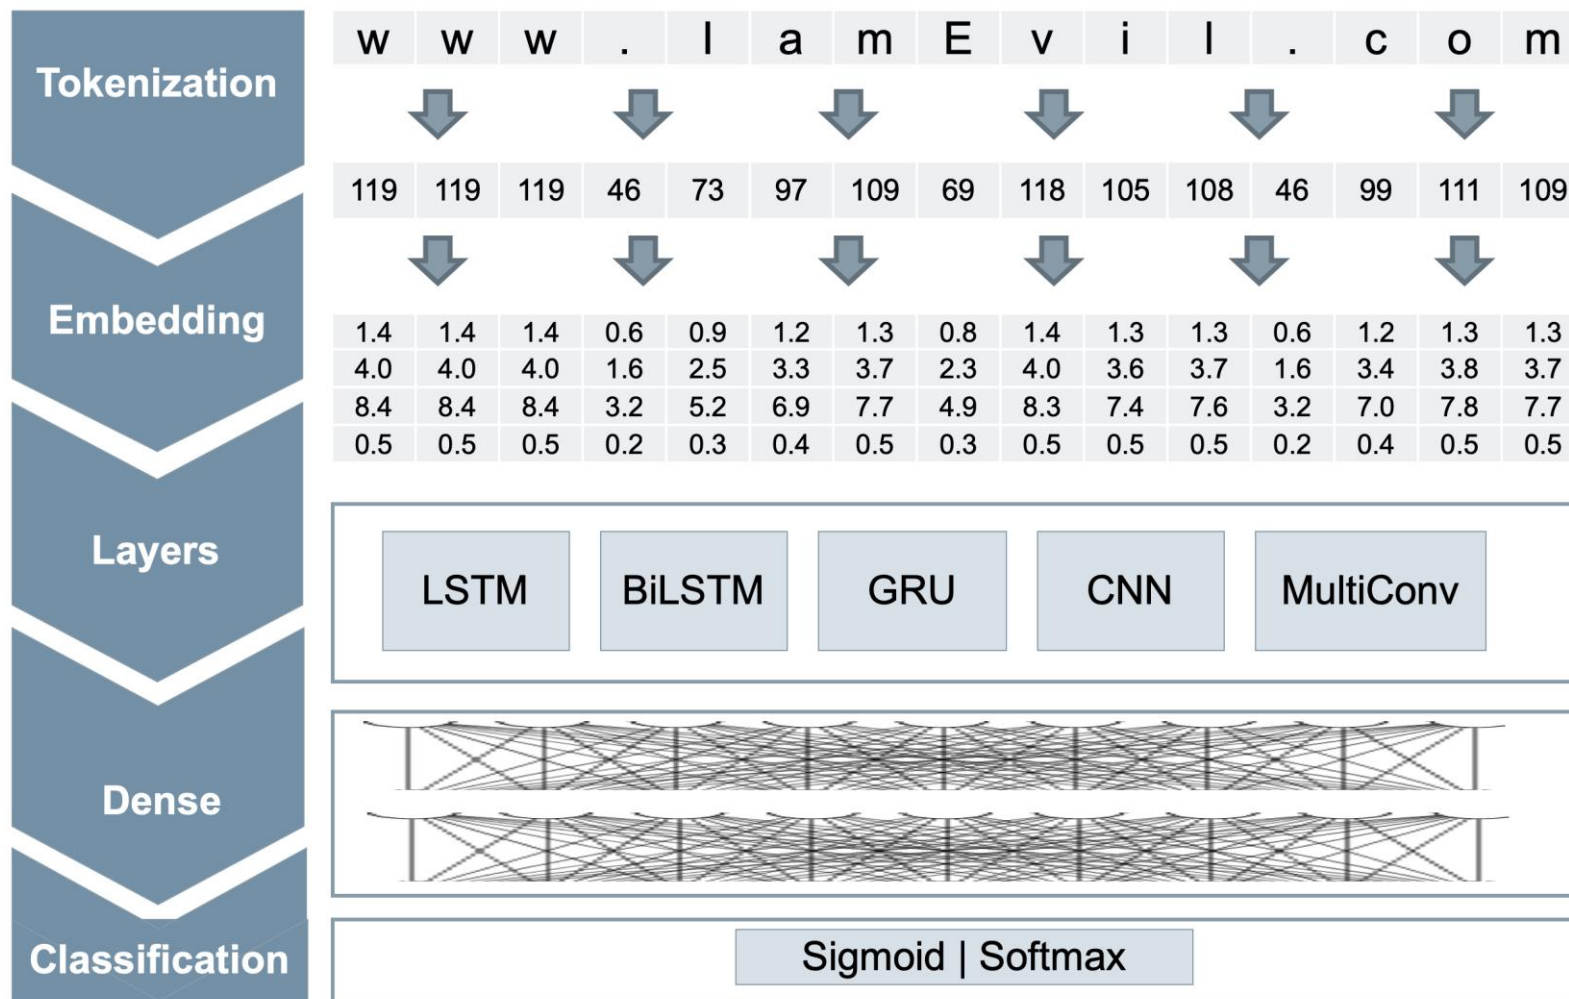 Tokenization
w w w . I a m E v i l . c o m
119 119 119 46 73 97 109 69 118 105 108 46 99 111 109
Embedding
1.4 1.4 1.4 0.6 0.9 1.2 1.3 0.8 1.4 1.3 1.3 0.6 1.2 1.3 1.3
4.0 4.0 4.0 1.6 2.5 3.3 3.7 2.3 4.0 3.6 3.7 1.6 3.4 3.8 3.7
8.4 8.4 8.4 3.2 5.2 6.9 7.7 4.9 8.3 7.4 7.6 3.2 7.0 7.8 7.7
0.5 0.5 0.5 0.2 0.3 0.4 0.5 0.3 0.5 0.5 0.5 0.2 0.4 0.5 0.5
Layers
LSTM BiLSTM GRU CNN MultiConv
Dense
Classification
Sigmoid | Softmax